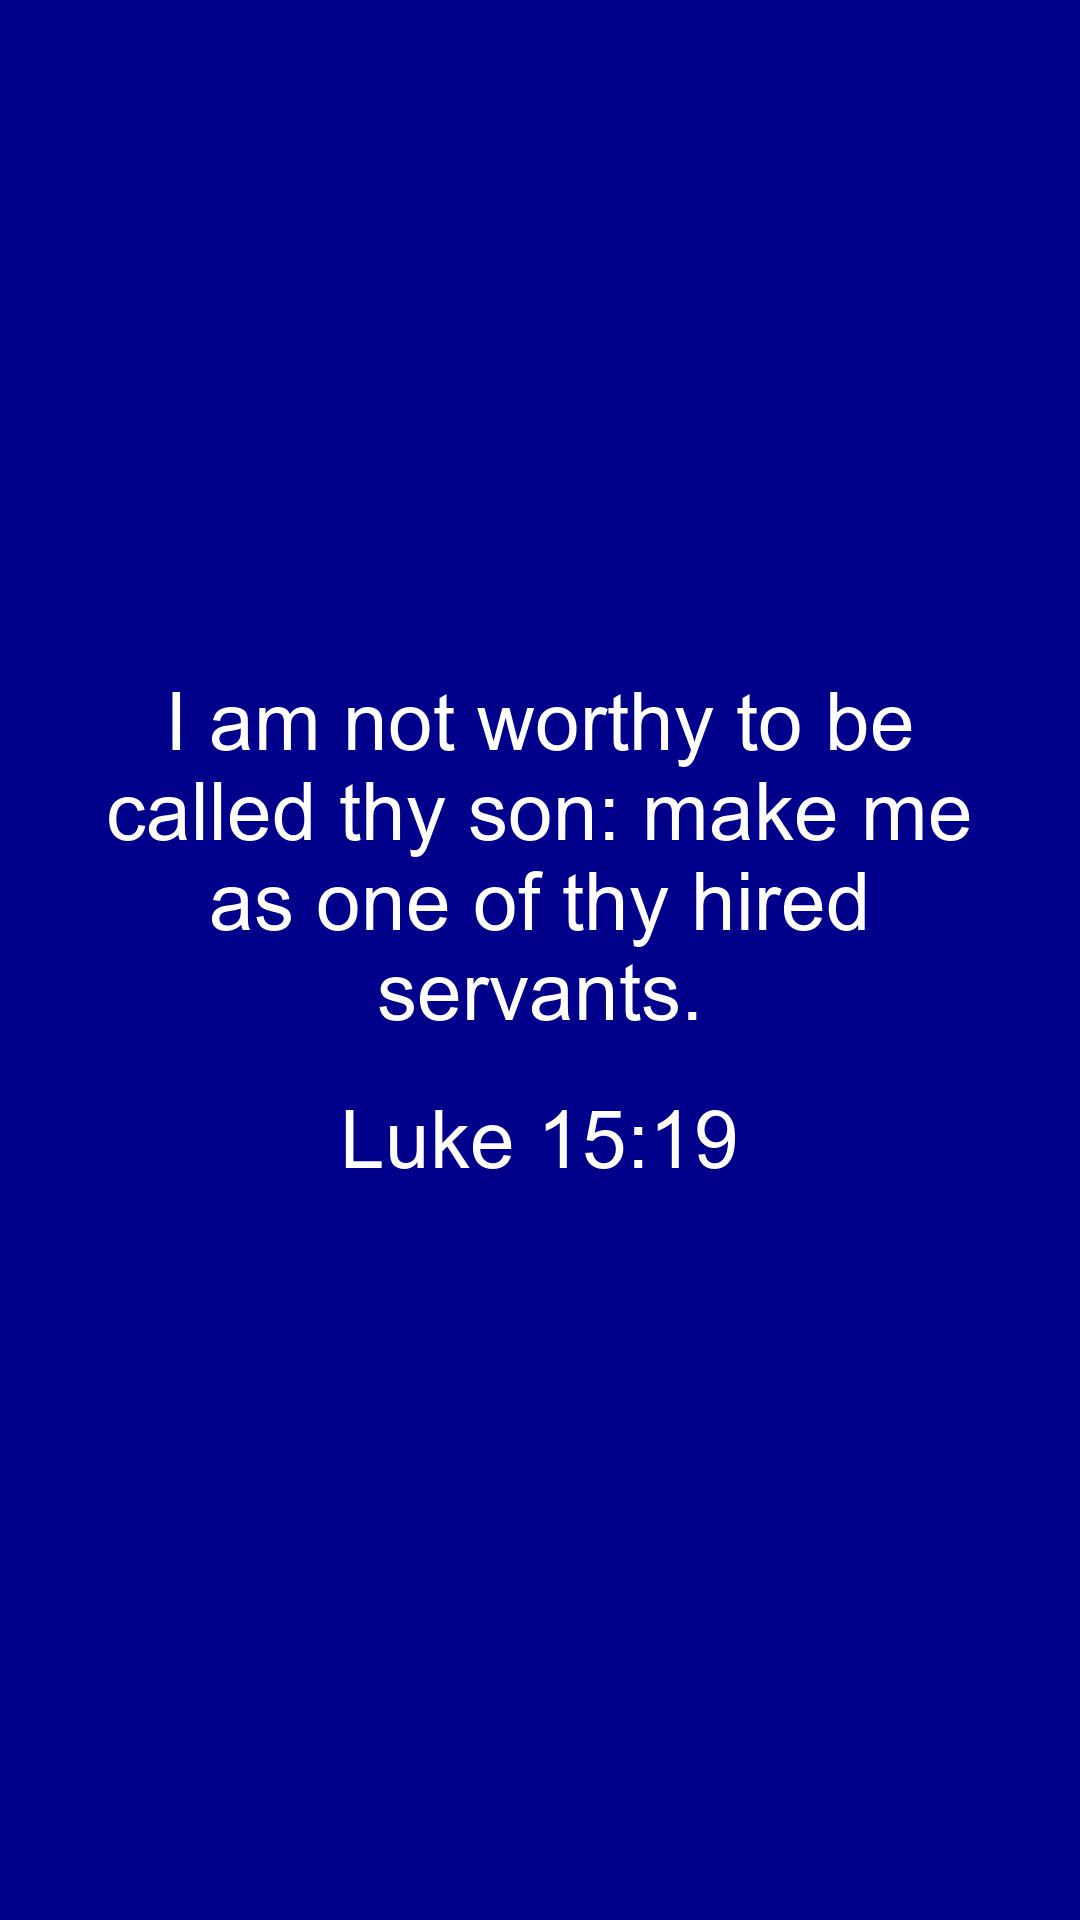 I am not worthy to be
called thy son: make me
as one of thy hired
servants.
Luke 15:19